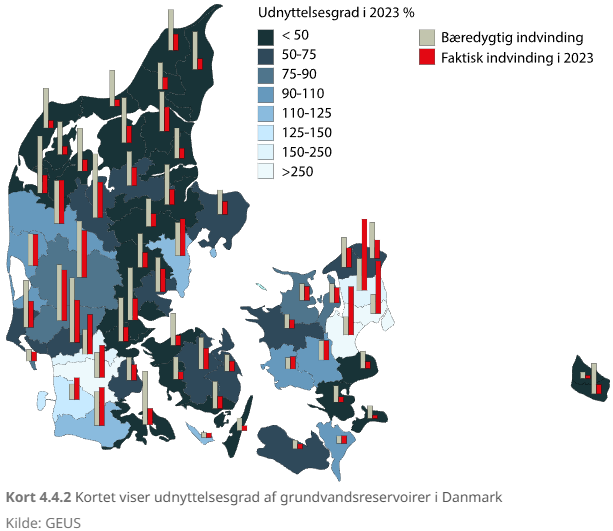 Udnyttelsesgrad i 2023 %
< 50
50-75
75-90
90-110
110-125
125-150
150-250
>250
Bæredygtig indvinding
Faktisk indvinding i 2023
Kort 4.4.2 Kortet viser udnyttelsesgrad af grundvandsreservoirer i Danmark
Kilde: GEUS